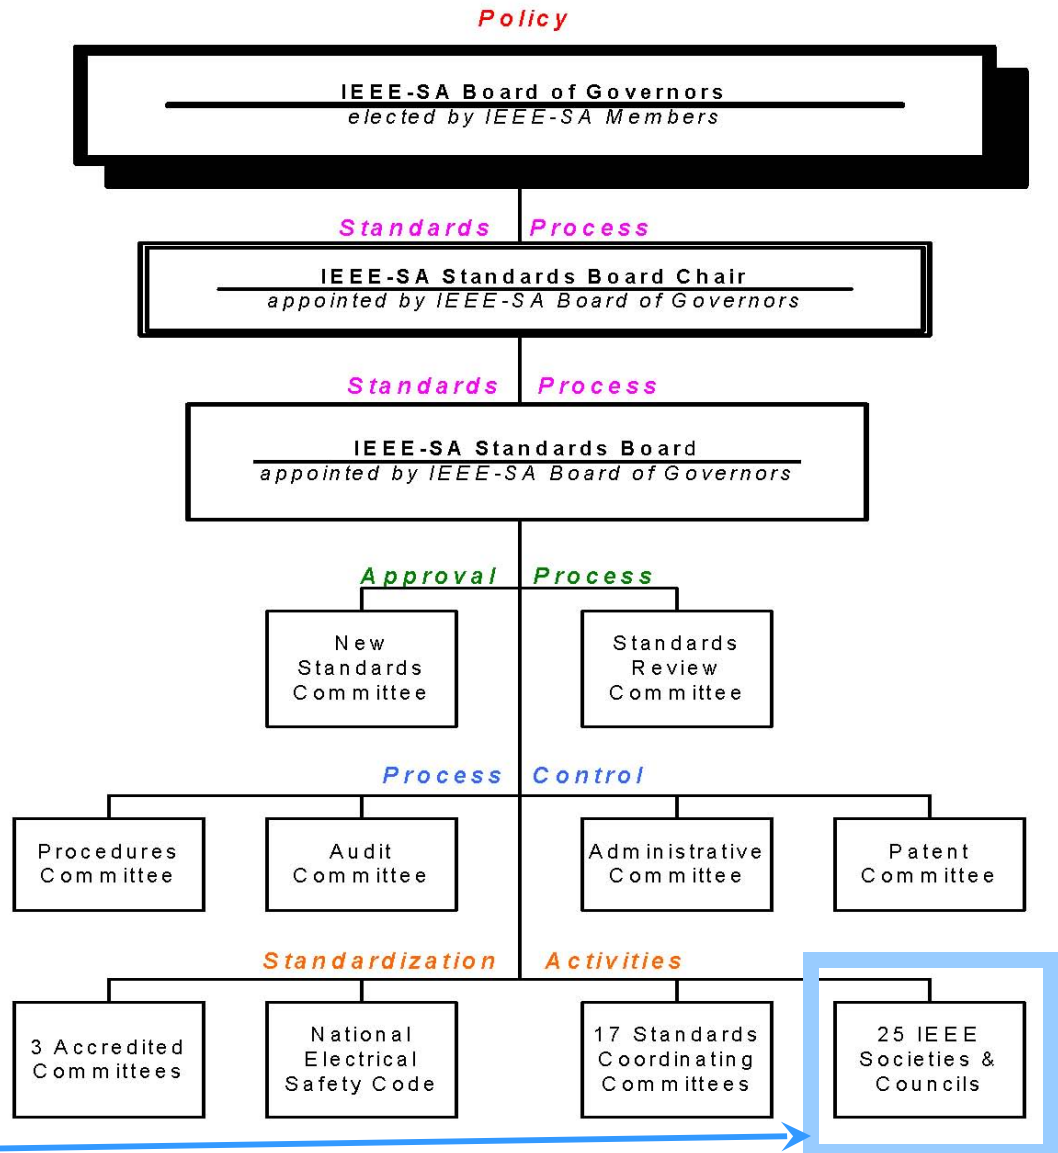 Policy
IEEE-SA Board of Governors
elected by IEEE-SA Members
Standards Process
IEEE-SA Standards Board Chair
appointed by IEEE-SA Board of Governors
Standards Process
IEEE-SA Standards Board
appointed by IEEE-SA Board of Governors
Approval Process
New
Standards
Committee
Standards
Review
Committee
Process Control
Procedures
Committee
Audit
Committee
Administrative
Committee
Patent
Committee
Standardization Activities
3 Accredited
Committees
National
Electrical
Safety Code
17 Standards
Coordinating
Committees
25 IEEE
Societies &
Councils